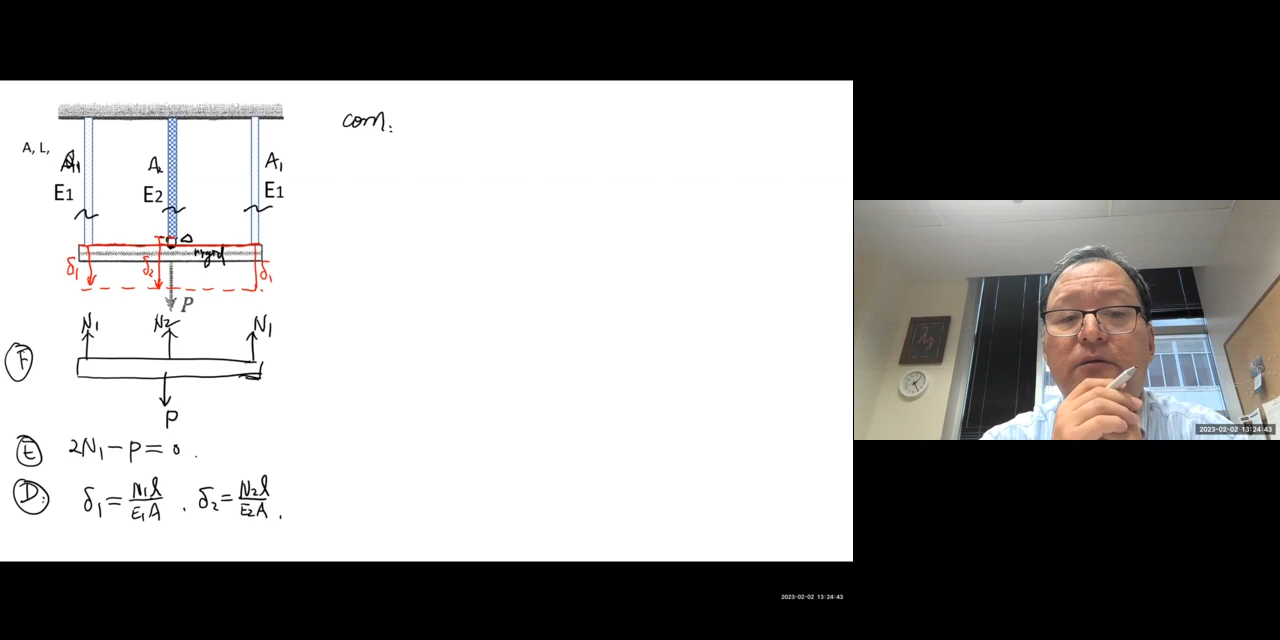 com:
A, L,
A1
A2
A1
E1
E2
E1
Δ
rigid
δ1
δ2
δ1
P
N1
N2
N1
F
P
E 2N1 - P = 0 .
D: δ1 = N1l/E1A . δ2 = N2l/E2A .
2023-02-02 13:24:43
2023-02-02 13:24:43